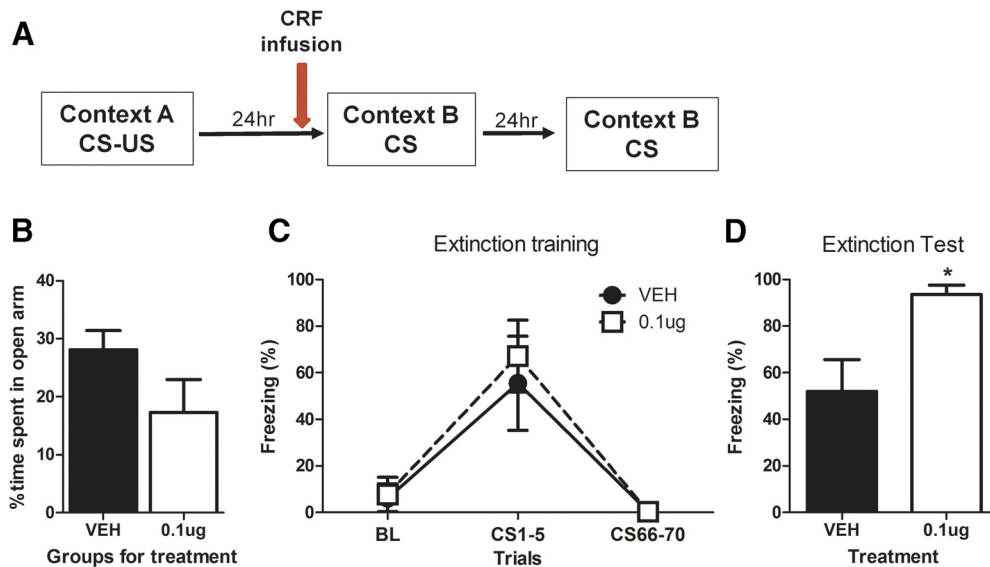 A
CRF
infusion
Context A
CS-US
24hr
Context B
CS
24hr
Context B
CS
B
%time spent in open arm
40
30
20
10
0
VEH 0.1ug
Groups for treatment
C
Extinction training
Freezing (%)
100
80
60
40
20
0
VEH
0.1ug
BL CS1-5 CS66-70
Trials
D
Extinction Test
Freezing (%)
100
80
60
40
20
0
*
VEH 0.1ug
Treatment